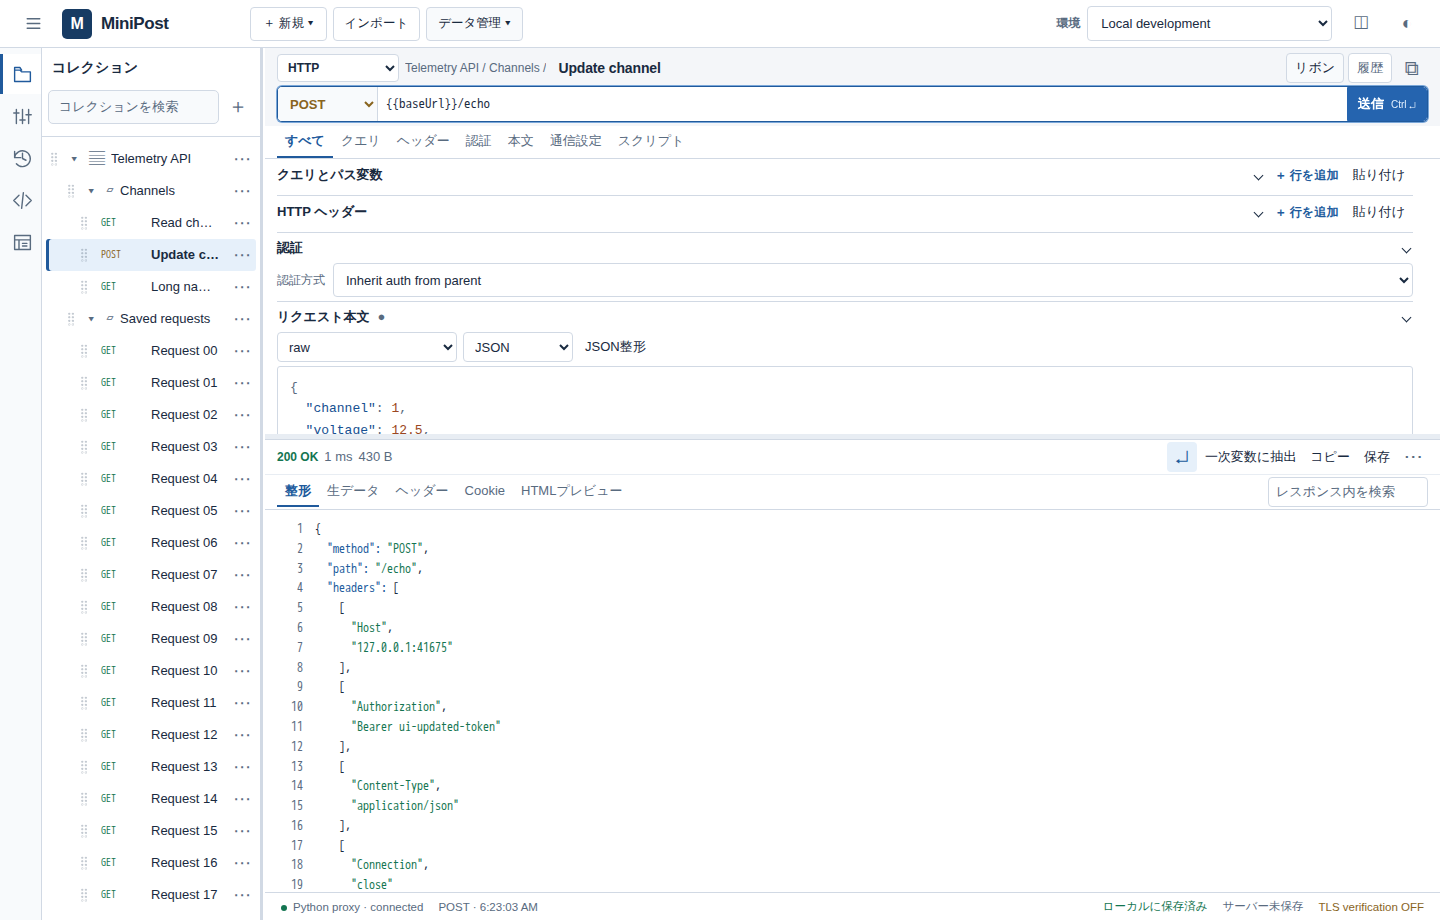 M MiniPost ＋ 新規 ▾ インポート データ管理 ▾ 環境 Local development
コレクション
コレクションを検索 ＋
Telemetry API ···
Channels ···
GET Read ch… ···
POST Update c… ···
GET Long na… ···
Saved requests ···
GET Request 00 ···
GET Request 01 ···
GET Request 02 ···
GET Request 03 ···
GET Request 04 ···
GET Request 05 ···
GET Request 06 ···
GET Request 07 ···
GET Request 08 ···
GET Request 09 ···
GET Request 10 ···
GET Request 11 ···
GET Request 12 ···
GET Request 13 ···
GET Request 14 ···
GET Request 15 ···
GET Request 16 ···
GET Request 17 ···
HTTP Telemetry API / Channels / Update channel リボン 履歴
POST {{baseUrl}}/echo 送信 Ctrl ⏎
すべて クエリ ヘッダー 認証 本文 通信設定 スクリプト
クエリとパス変数 + 行を追加 貼り付け
HTTP ヘッダー + 行を追加 貼り付け
認証
認証方式 Inherit auth from parent
リクエスト本文 ●
raw JSON JSON整形
{
"channel": 1,
"voltage": 12.5,
200 OK 1 ms 430 B 一次変数に抽出 コピー 保存 ···
整形 生データ ヘッダー Cookie HTMLプレビュー レスポンス内を検索
1 {
2 "method": "POST",
3 "path": "/echo",
4 "headers": [
5 [
6 "Host",
7 "127.0.0.1:41675"
8 ],
9 [
10 "Authorization",
11 "Bearer ui-updated-token"
12 ],
13 [
14 "Content-Type",
15 "application/json"
16 ],
17 [
18 "Connection",
19 "close"
● Python proxy · connected POST · 6:23:03 AM ローカルに保存済み サーバー未保存 TLS verification OFF